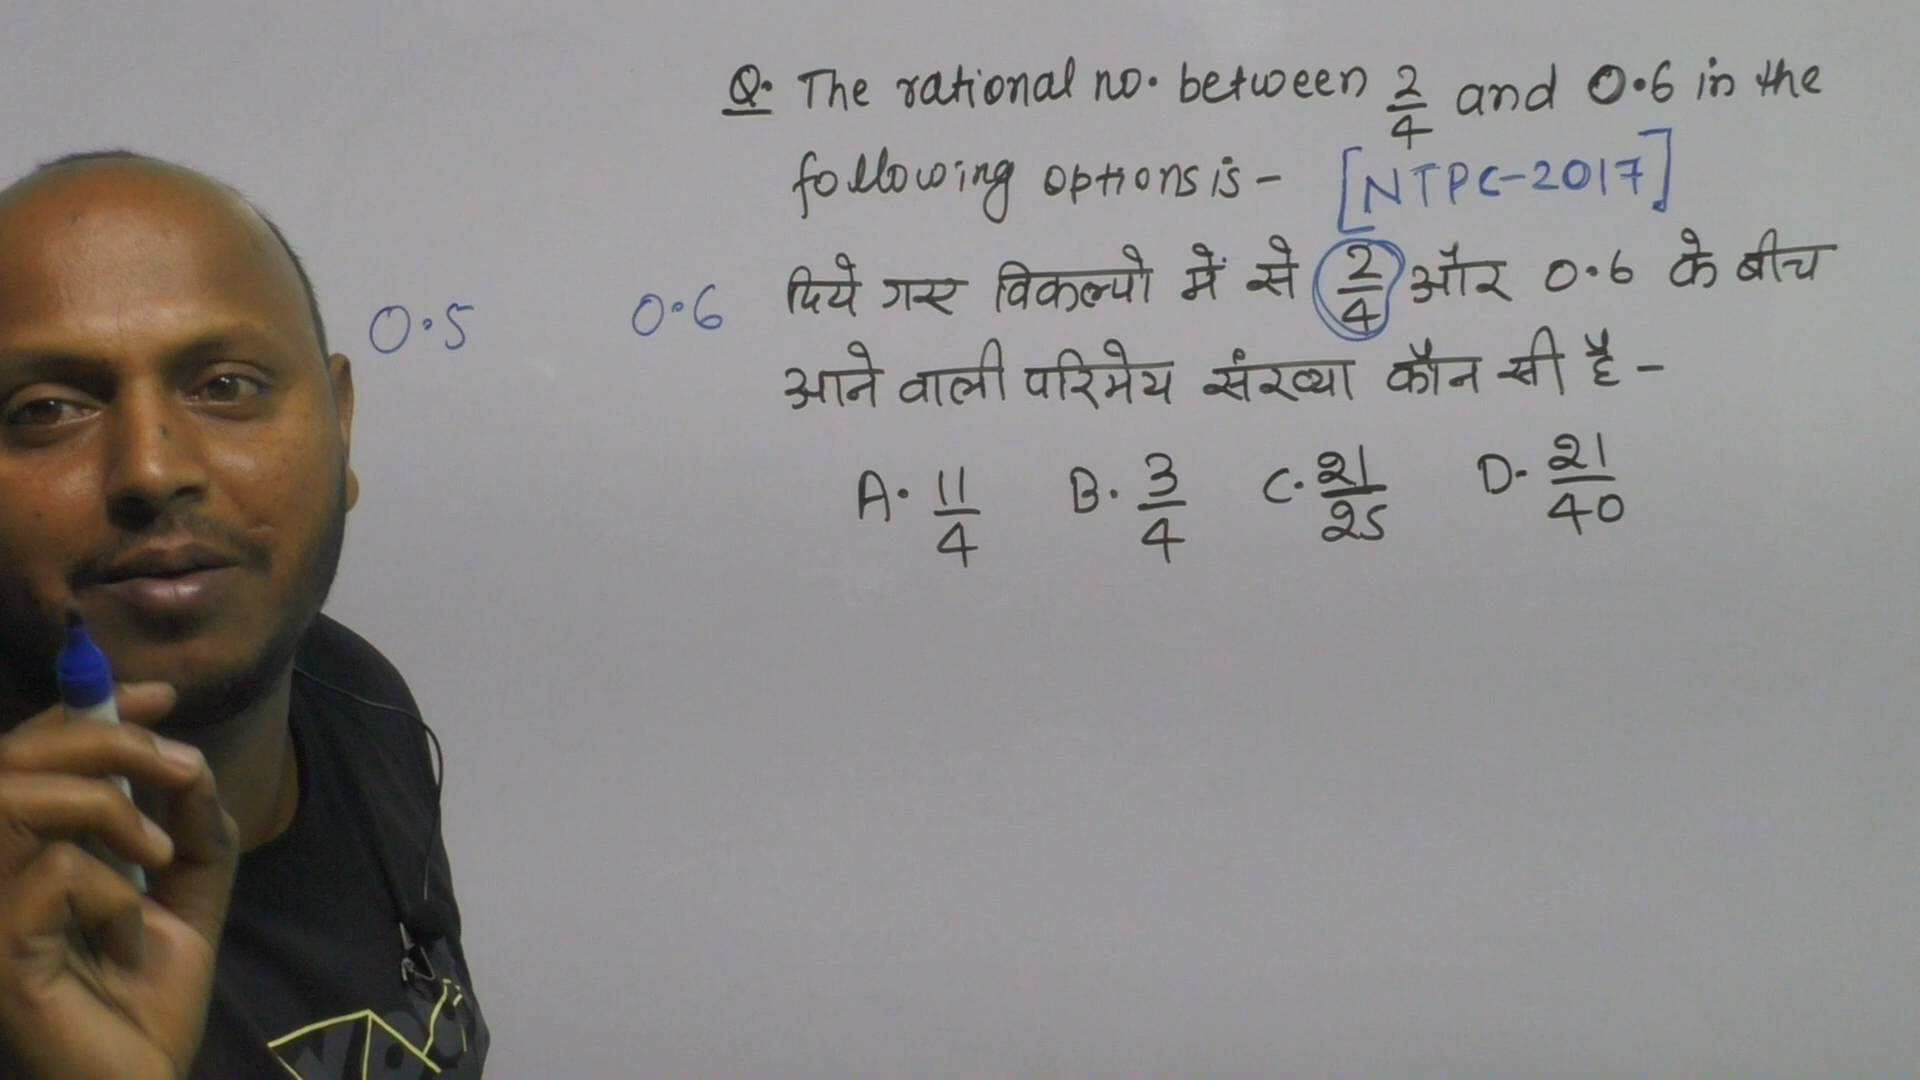 Q. The rational no. between 2/4 and 0.6 in the
following options is - [NTPC-2017]
दिये गए विकल्पो में से 2/4 और 0.6 के बीच
आने वाली परिमेय संख्या कौन सी है -
A. 11/4 B. 3/4 C. 21/25 D. 21/40
0.5 0.6